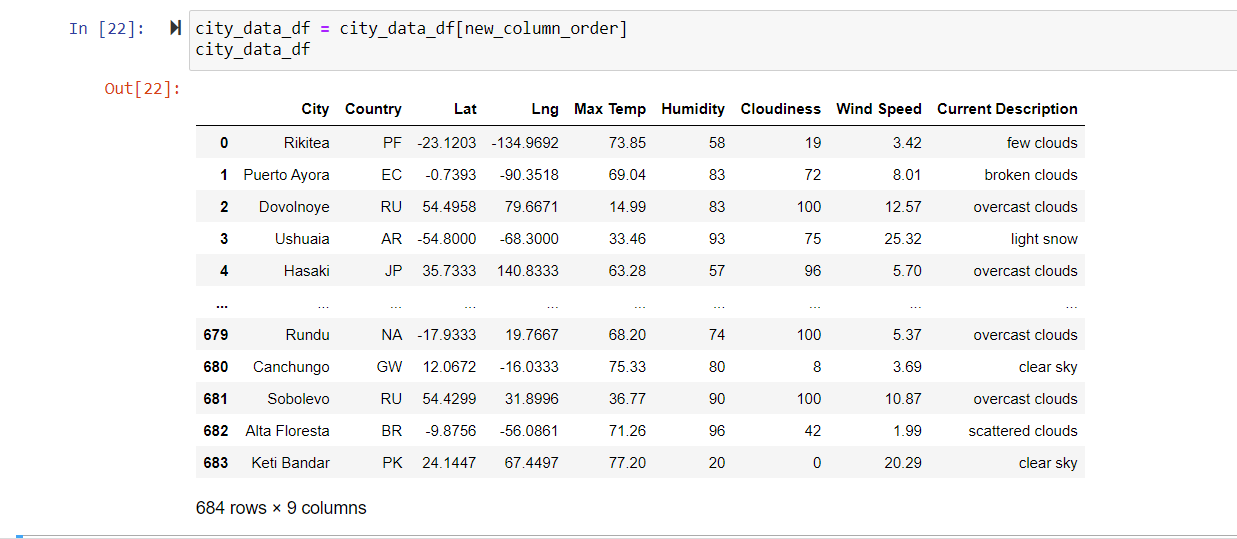 In [22]: city_data_df = city_data_df[new_column_order]
city_data_df
Out[22]:
City Country Lat Lng Max Temp Humidity Cloudiness Wind Speed Current Description
0 Rikitea PF -23.1203 -134.9692 73.85 58 19 3.42 few clouds
1 Puerto Ayora EC -0.7393 -90.3518 69.04 83 72 8.01 broken clouds
2 Dovolnoye RU 54.4958 79.6671 14.99 83 100 12.57 overcast clouds
3 Ushuaia AR -54.8000 -68.3000 33.46 93 75 25.32 light snow
4 Hasaki JP 35.7333 140.8333 63.28 57 96 5.70 overcast clouds
... ... ... ... ... ... ... ... ... ...
679 Rundu NA -17.9333 19.7667 68.20 74 100 5.37 overcast clouds
680 Canchungo GW 12.0672 -16.0333 75.33 80 8 3.69 clear sky
681 Sobolevo RU 54.4299 31.8996 36.77 90 100 10.87 overcast clouds
682 Alta Floresta BR -9.8756 -56.0861 71.26 96 42 1.99 scattered clouds
683 Keti Bandar PK 24.1447 67.4497 77.20 20 0 20.29 clear sky
684 rows × 9 columns